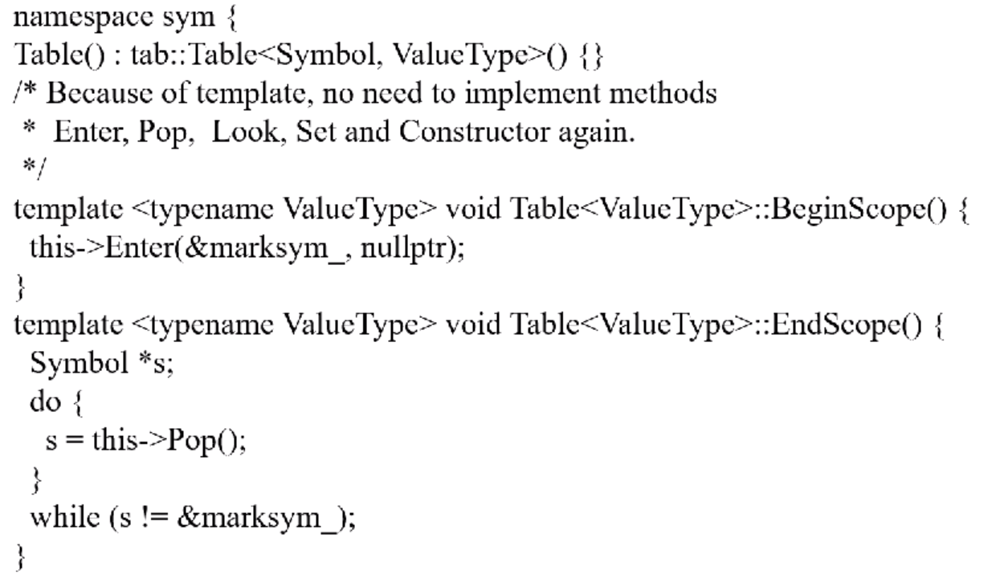 namespace sym {
Table() : tab::Table<Symbol, ValueType>() {}
/* Because of template, no need to implement methods
 *  Enter, Pop,  Look, Set and Constructor again.
 */
template <typename ValueType> void Table<ValueType>::BeginScope() {
  this->Enter(&marksym_, nullptr);
}
template <typename ValueType> void Table<ValueType>::EndScope() {
  Symbol *s;
  do {
    s = this->Pop();
  }
  while (s != &marksym_);
}